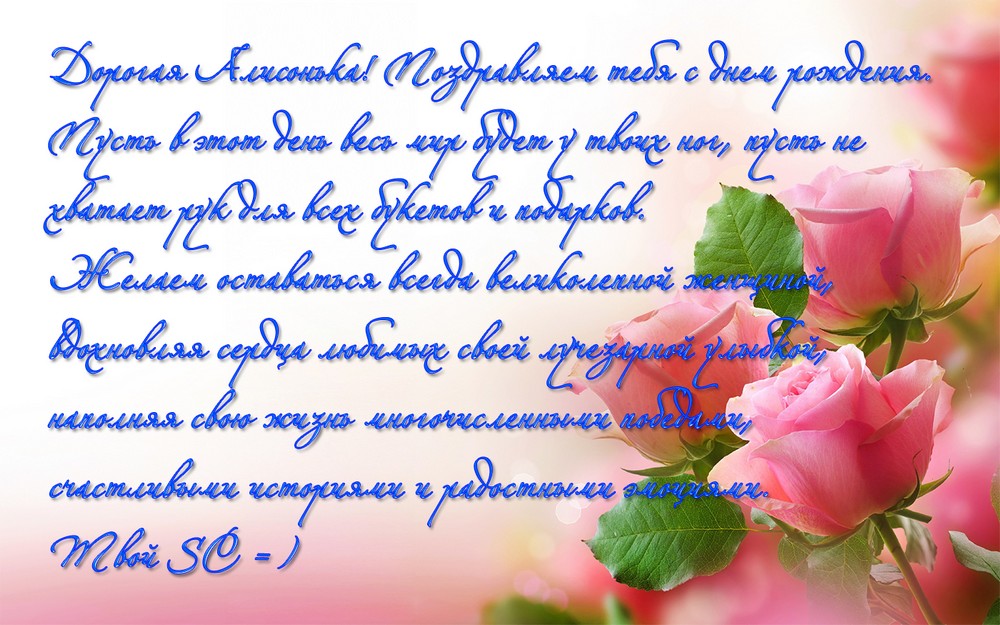 Дорогая Алисонька! Поздравляем тебя с днем рождения.
Пусть в этот день весь мир будет у твоих ног, пусть не
хватает рук для всех букетов и подарков.
Желаем оставаться всегда великолепной женщиной,
вдохновляя сердца любимых своей лучезарной улыбкой,
наполняя свою жизнь многочисленными победами,
счастливыми историями и радостными эмоциями.
Твой SC =)